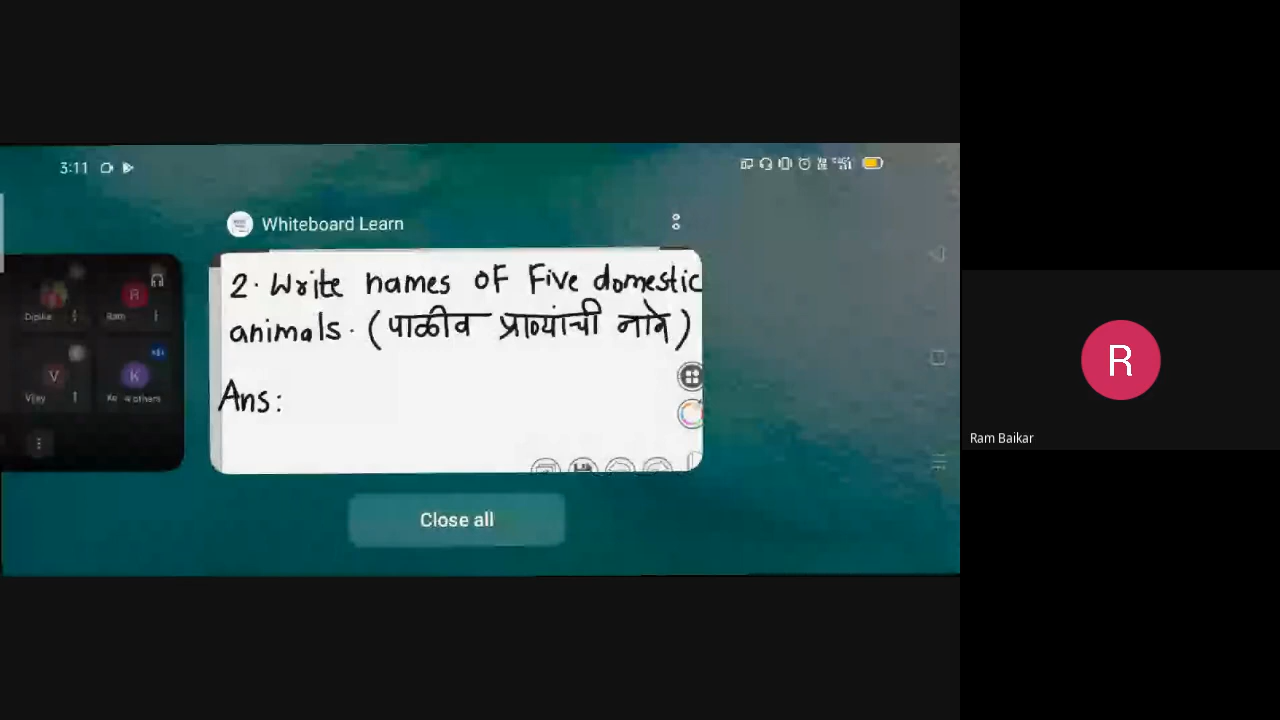 3:11
Whiteboard Learn
2. Write names of Five domestic
animals. (पाळीव प्राण्यांची नावे)
Ans:
Dipika
Ram
V
Vijay
R
K
others
Close all
R
Ram Baikar